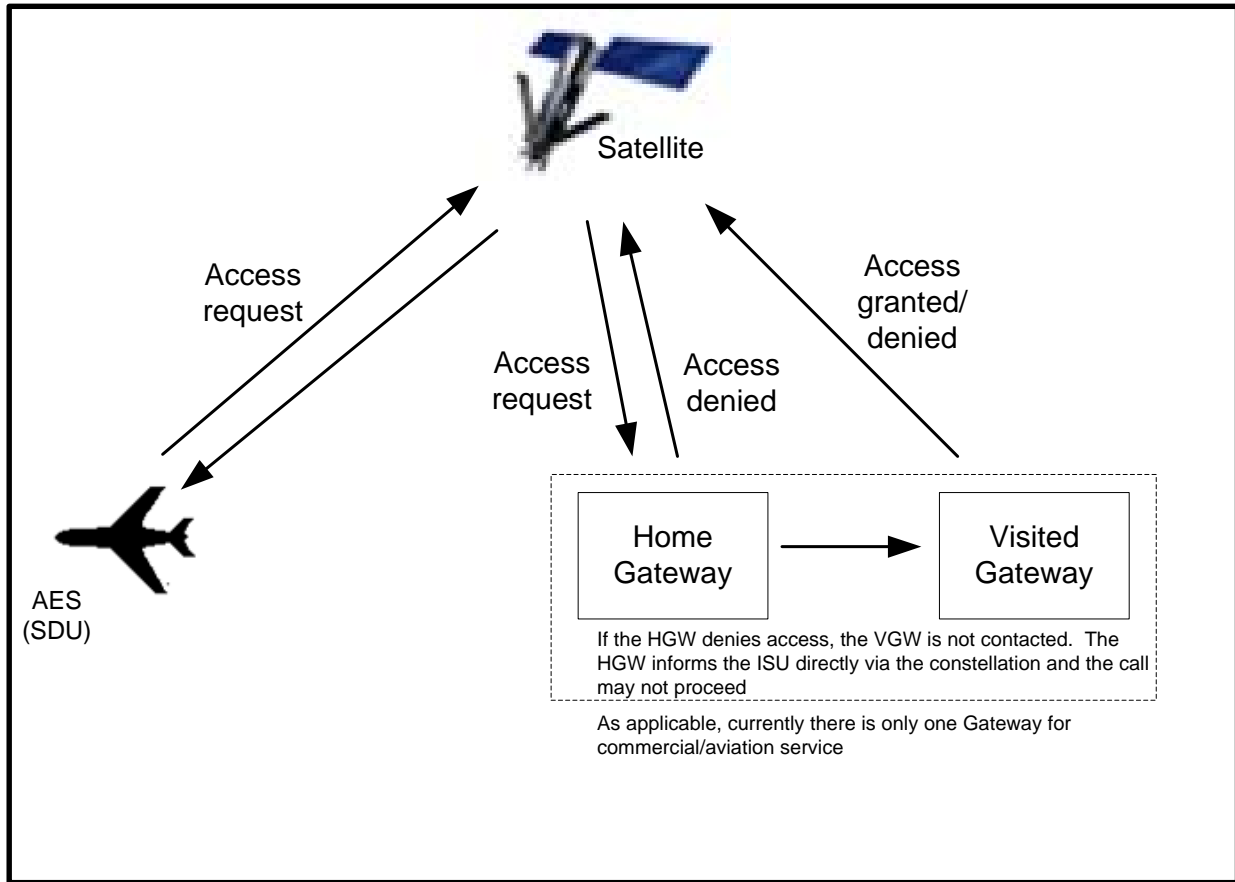 Satellite
Access
request
Access
granted/
denied
Access
request
Access
denied
Home
Gateway
Visited
Gateway
AES
(SDU)
If the HGW denies access, the VGW is not contacted.  The
HGW informs the ISU directly via the constellation and the call
may not proceed
As applicable, currently there is only one Gateway for
commercial/aviation service